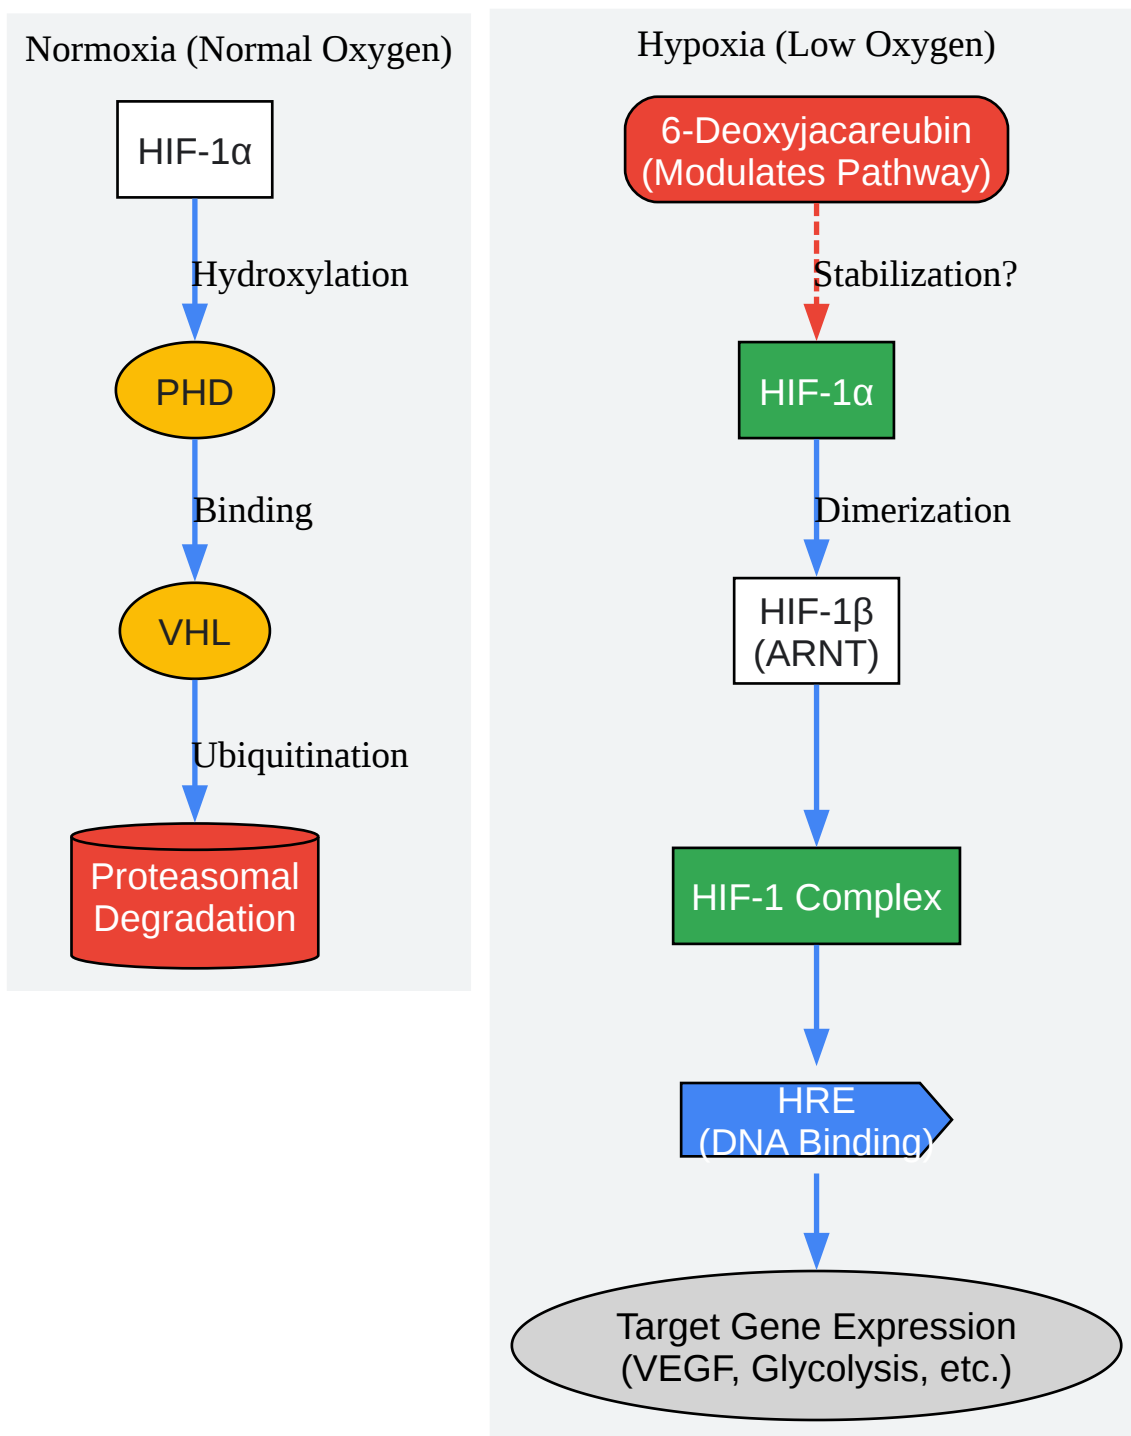 Normoxia (Normal Oxygen)
HIF-1α
Hydroxylation
PHD
Binding
VHL
Ubiquitination
Proteasomal
Degradation
Hypoxia (Low Oxygen)
6-Deoxyjacareubin
(Modulates Pathway)
Stabilization?
HIF-1α
Dimerization
HIF-1β
(ARNT)
HIF-1 Complex
HRE
(DNA Binding)
Target Gene Expression
(VEGF, Glycolysis, etc.)